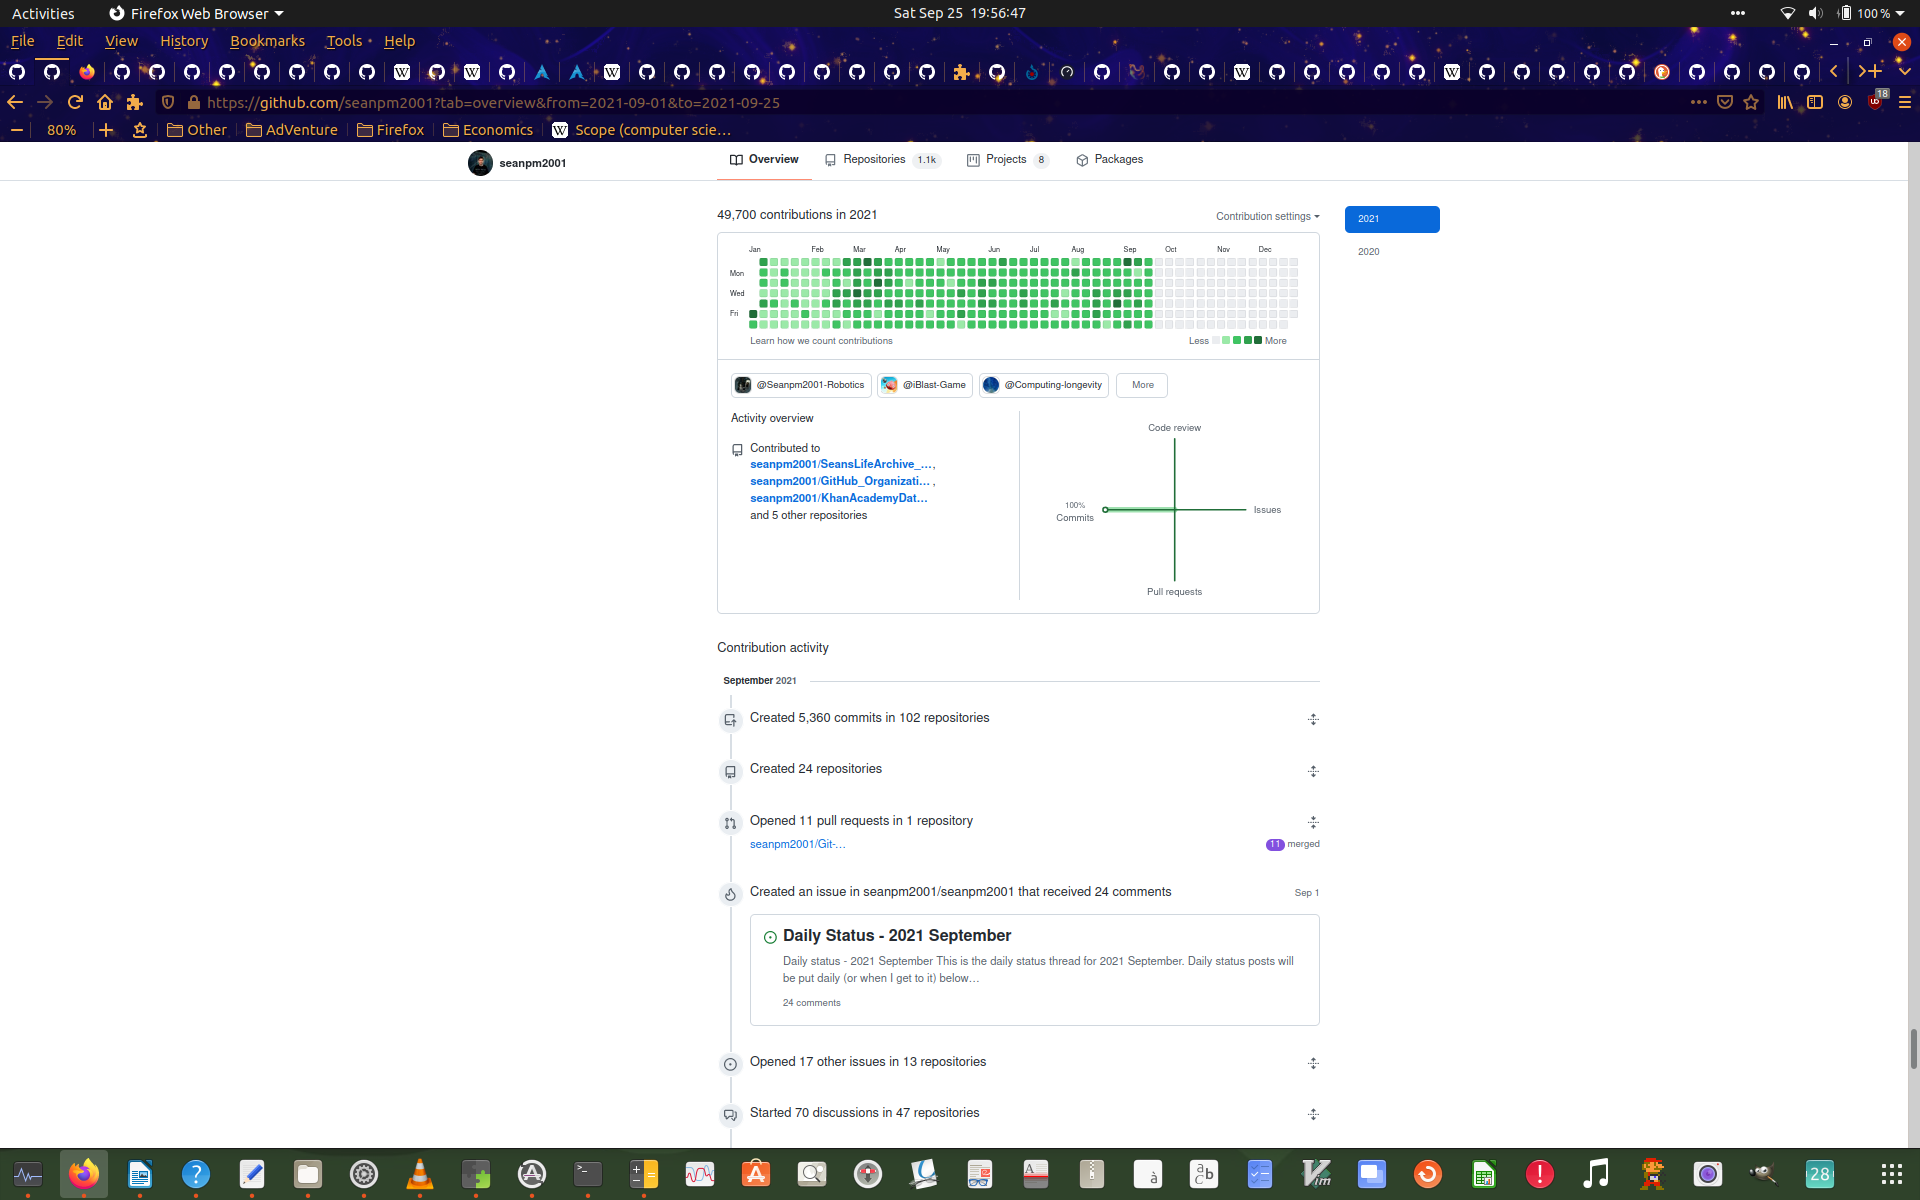 Activities
Firefox Web Browser
Sat Sep 25 19:56:47
100 %
File Edit View History Bookmarks Tools Help
https://github.com/seanpm2001?tab=overview&from=2021-09-01&to=2021-09-25
18
80%
Other
AdVenture
Firefox
Economics
Scope (computer scie…
seanpm2001
Overview
Repositories 1.1k
Projects 8
Packages
49,700 contributions in 2021
Contribution settings
2021
2020
Jan Feb Mar Apr May Jun Jul Aug Sep Oct Nov Dec
Mon
Wed
Fri
Learn how we count contributions
Less More
@Seanpm2001-Robotics
@iBlast-Game
@Computing-longevity
More
Activity overview
Contributed to
seanpm2001/SeansLifeArchive_…,
seanpm2001/GitHub_Organizati… ,
seanpm2001/KhanAcademyDat…
and 5 other repositories
Code review
100%
Commits
Issues
Pull requests
Contribution activity
September 2021
Created 5,360 commits in 102 repositories
Created 24 repositories
Opened 11 pull requests in 1 repository
seanpm2001/Git-…
11 merged
Created an issue in seanpm2001/seanpm2001 that received 24 comments
Sep 1
Daily Status - 2021 September
Daily status - 2021 September This is the daily status thread for 2021 September. Daily status posts will
be put daily (or when I get to it) below…
24 comments
Opened 17 other issues in 13 repositories
Started 70 discussions in 47 repositories
28